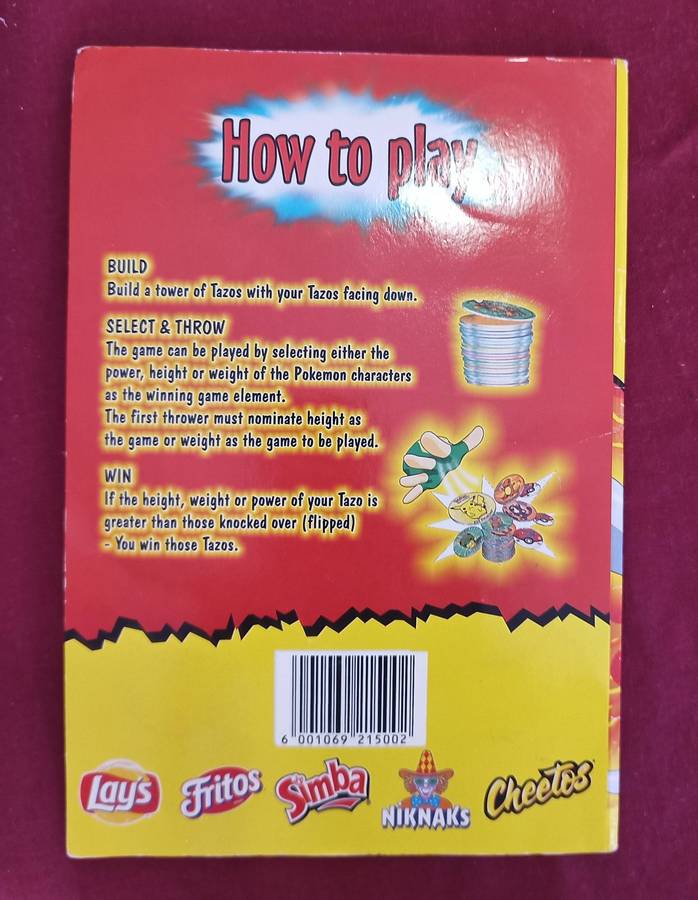 How to play
BUILD
Build a tower of Tazos with your Tazos facing down.
SELECT & THROW
The game can be played by selecting either the
power, height or weight of the Pokemon characters
as the winning game element.
The first thrower must nominate height as
the game or weight as the game to be played.
WIN
If the height, weight or power of your Tazo is
greater than those knocked over (flipped)
- You win those Tazos.
6 001069 215002
Lay's Fritos Simba NIKNAKS Cheetos